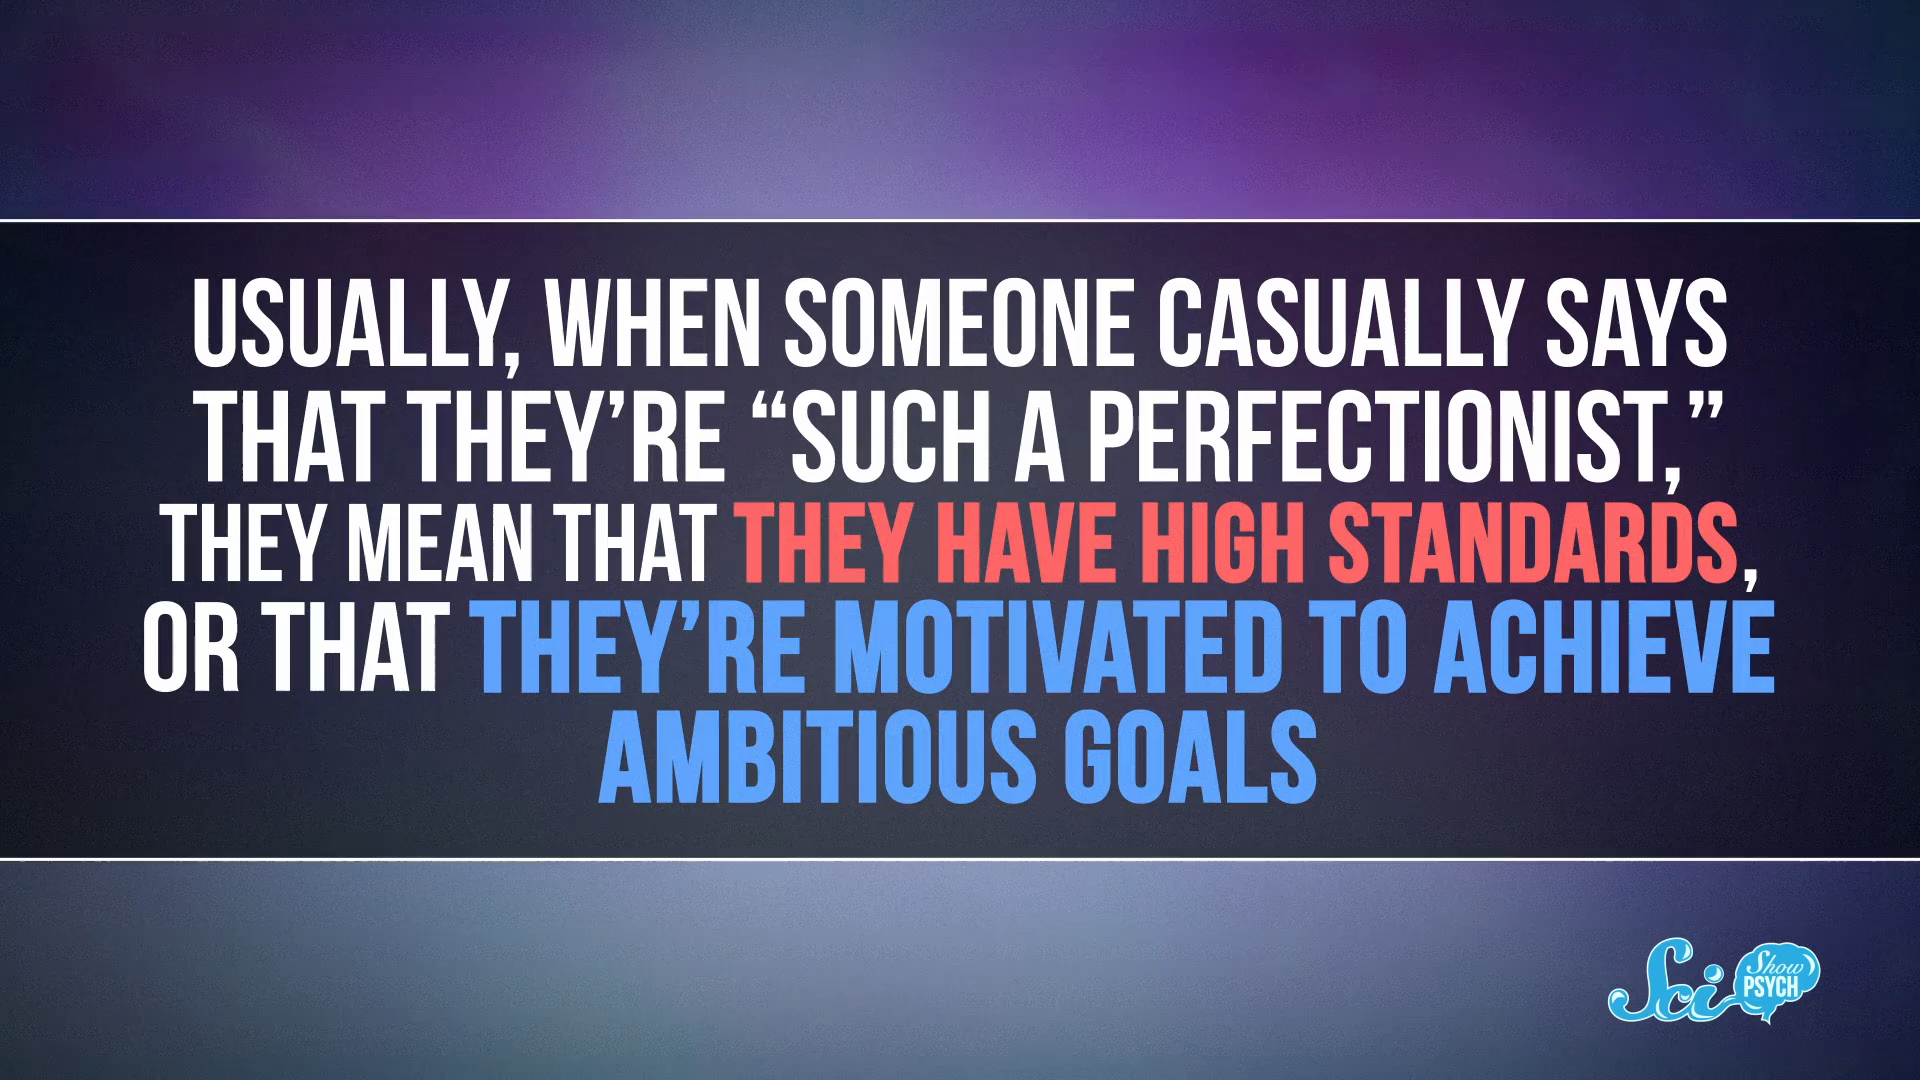 USUALLY, WHEN SOMEONE CASUALLY SAYS
THAT THEY’RE “SUCH A PERFECTIONIST,”
THEY MEAN THAT THEY HAVE HIGH STANDARDS,
OR THAT THEY’RE MOTIVATED TO ACHIEVE
AMBITIOUS GOALS
Sci Show
PSYCH